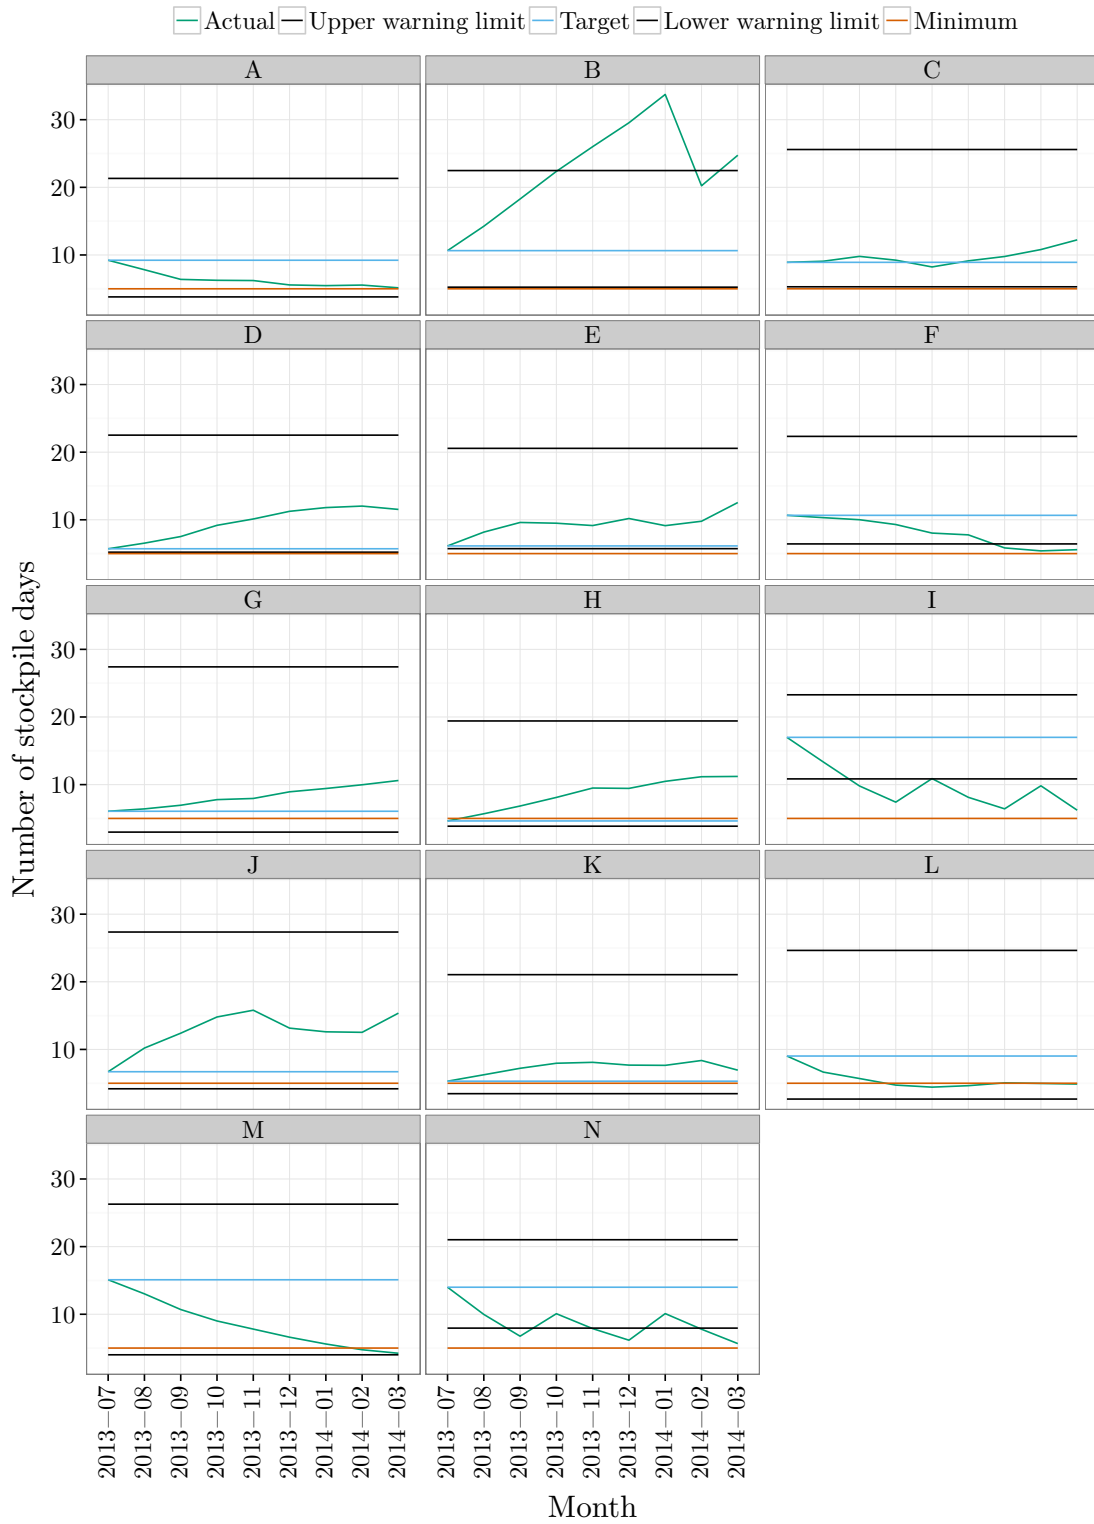 Actual Upper warning limit Target Lower warning limit Minimum
A B C
30
20
10
D E F
30
20
10
G H I
30
20
10
J K L
30
20
10
M N
30
20
10
2013–07 2013–08 2013–09 2013–10 2013–11 2013–12 2014–01 2014–02 2014–03 2013–07 2013–08 2013–09 2013–10 2013–11 2013–12 2014–01 2014–02 2014–03
Month
Number of stockpile days